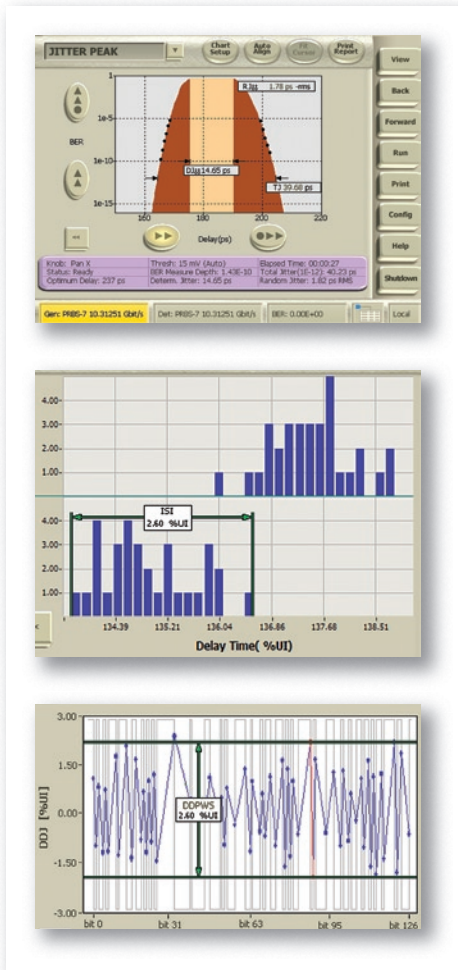 JITTER PEAK
Chart Setup
Auto Align
Fit Cursor
Print Report
View
Back
Forward
Run
Print
Config
Help
Shutdown
BER
1
1e-5
1e-10
1e-15
RJδδ 1.78 ps -rms
DJδδ 14.65 ps
TJ 39.68 ps
160 180 200 220
Delay(ps)
Knob: Pan X
Status: Ready
Optimum Delay: 237 ps
Thresh: 15 mV (Auto)
BER Measure Depth: 1.43E-10
Determ. Jitter: 14.65 ps
Elapsed Time: 00:00:27
Total Jitter(1E-12): 40.23 ps
Random Jitter: 1.82 ps RMS
Gen: PRBS-7 10.31251 Gbit/s
Det: PRBS-7 10.31251 Gbit/s
BER: 0.00E+00
Local
4.00
3.00
2.00
1.00
ISI
2.60 %UI
4.00
3.00
2.00
1.00
134.39 135.21 136.04 136.86 137.68 138.51
Delay Time( %UI)
DDJ [%UI]
3.00
1.50
0.00
-1.50
-3.00
DDPWS
2.60 %UI
bit 0 bit 31 bit 63 bit 95 bit 126